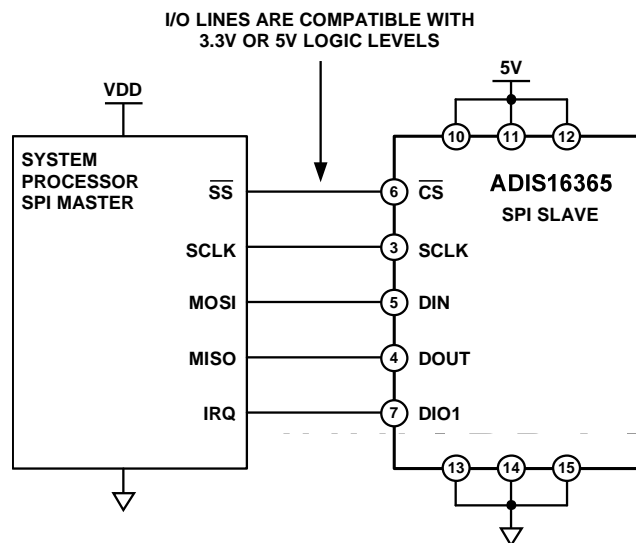 I/O LINES ARE COMPATIBLE WITH
3.3V OR 5V LOGIC LEVELS
VDD
5V
10 11 12
SYSTEM
PROCESSOR
SPI MASTER
ADIS16365
SPI SLAVE
SS 6 CS
SCLK 3 SCLK
MOSI 5 DIN
MISO 4 DOUT
IRQ 7 DIO1
13 14 15